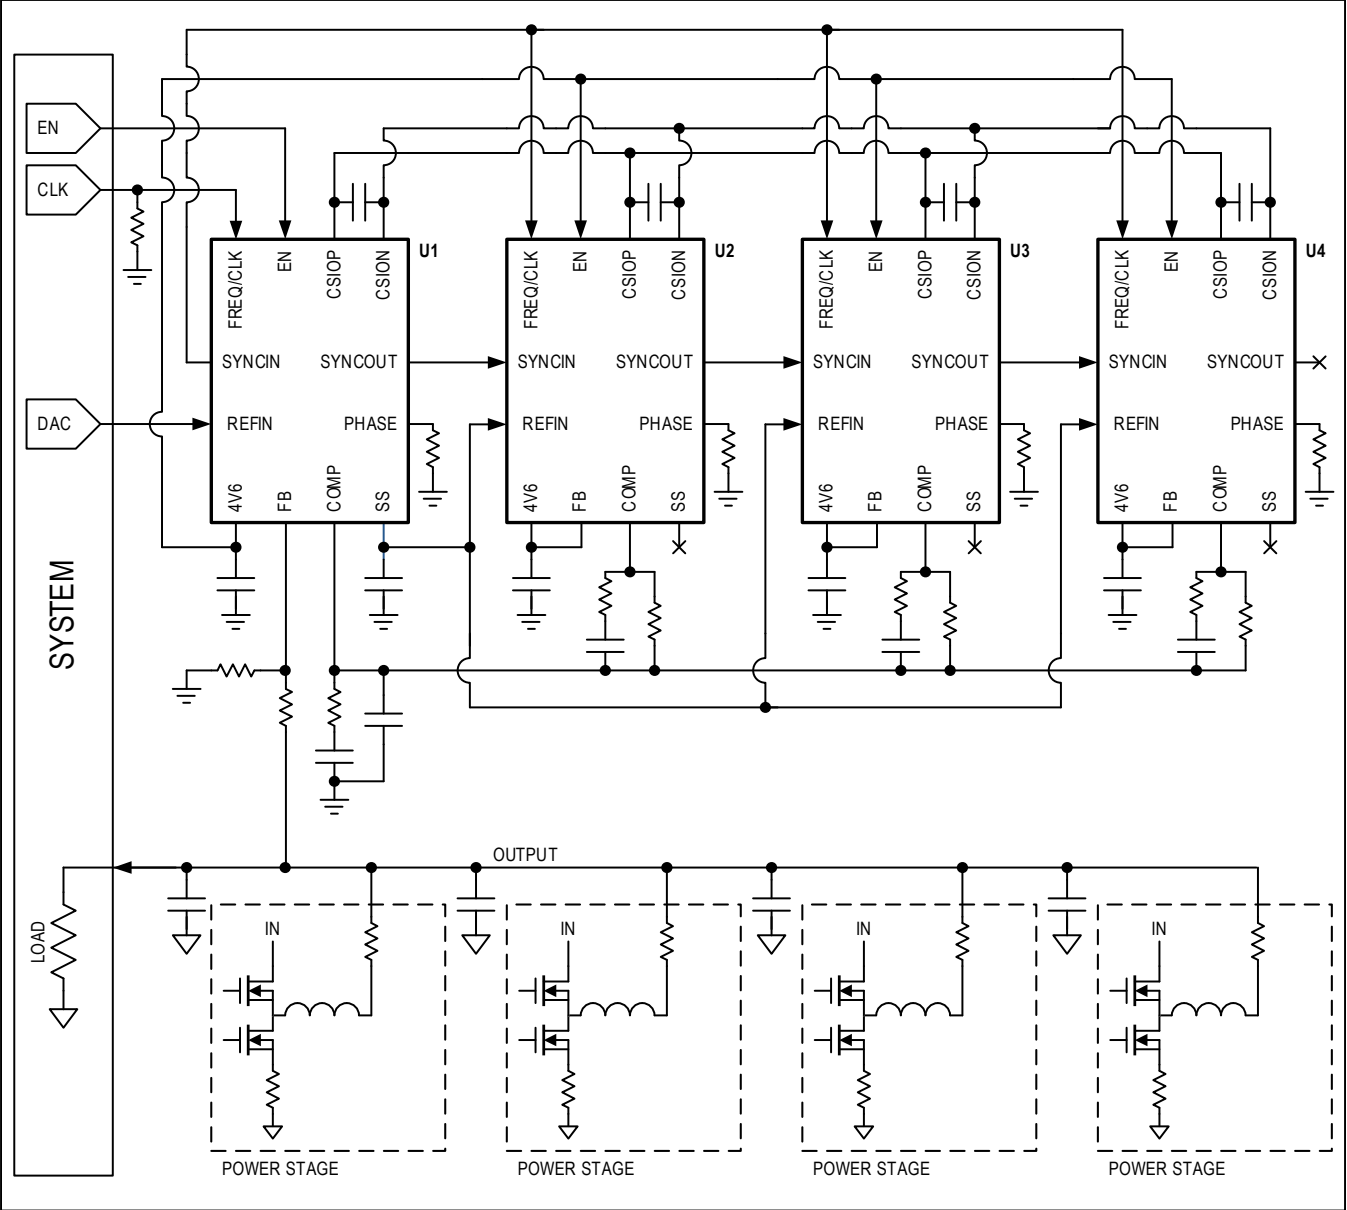 EN
CLK
DAC
SYSTEM
LOAD
U1
FREQ/CLK
EN
CSIOP
CSION
SYNCIN
SYNCOUT
REFIN
PHASE
4V6
FB
COMP
SS
U2
FREQ/CLK
EN
CSIOP
CSION
SYNCIN
SYNCOUT
REFIN
PHASE
4V6
FB
COMP
SS
U3
FREQ/CLK
EN
CSIOP
CSION
SYNCIN
SYNCOUT
REFIN
PHASE
4V6
FB
COMP
SS
U4
FREQ/CLK
EN
CSIOP
CSION
SYNCIN
SYNCOUT
REFIN
PHASE
4V6
FB
COMP
SS
OUTPUT
IN
POWER STAGE
IN
POWER STAGE
IN
POWER STAGE
IN
POWER STAGE